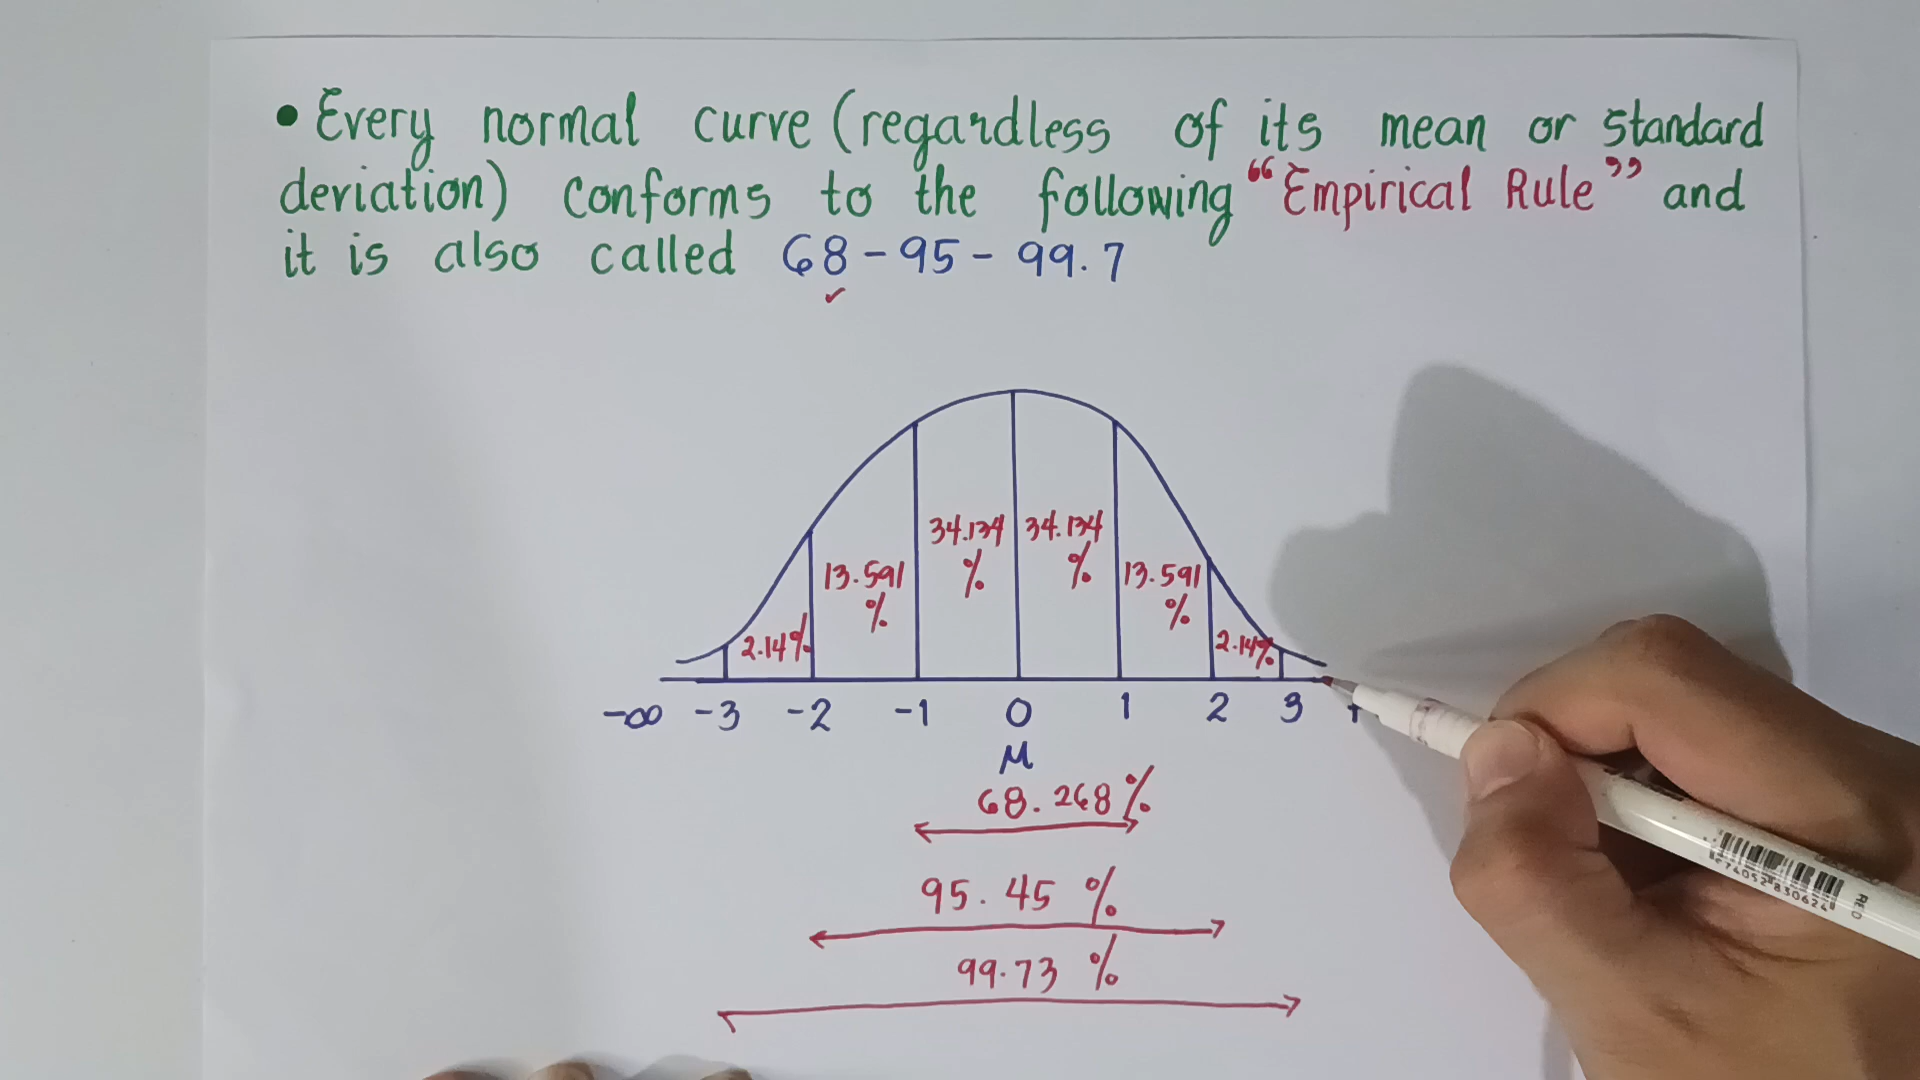 • Every normal curve (regardless of its mean or standard
deviation) conforms to the following “Empirical Rule” and
it is also called 68-95-99.7
34.134 34.134
% %
13.591 13.591
% %
2.14% 2.14%
-∞ -3 -2 -1 0 1 2 3
μ
68.268%
95.45 %
99.73 %
RED